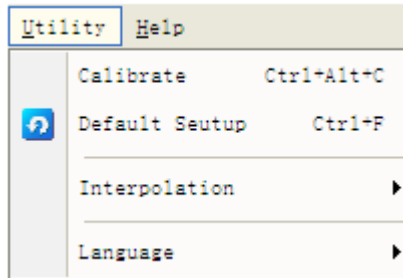 Utility Help
Calibrate Ctrl+Alt+C
Default Seutup Ctrl+F
Interpolation
Language